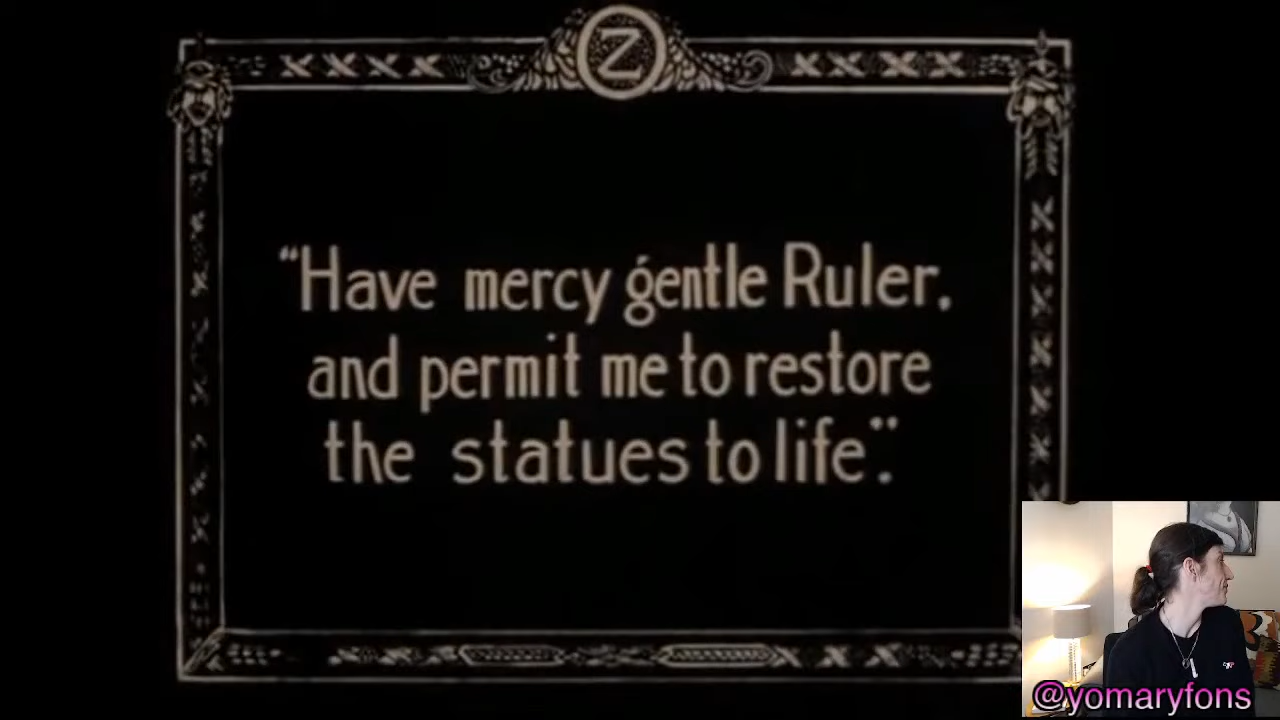 Z
“Have mercy gentle Ruler,
and permit me to restore
the statues to life”.
@yomaryfons